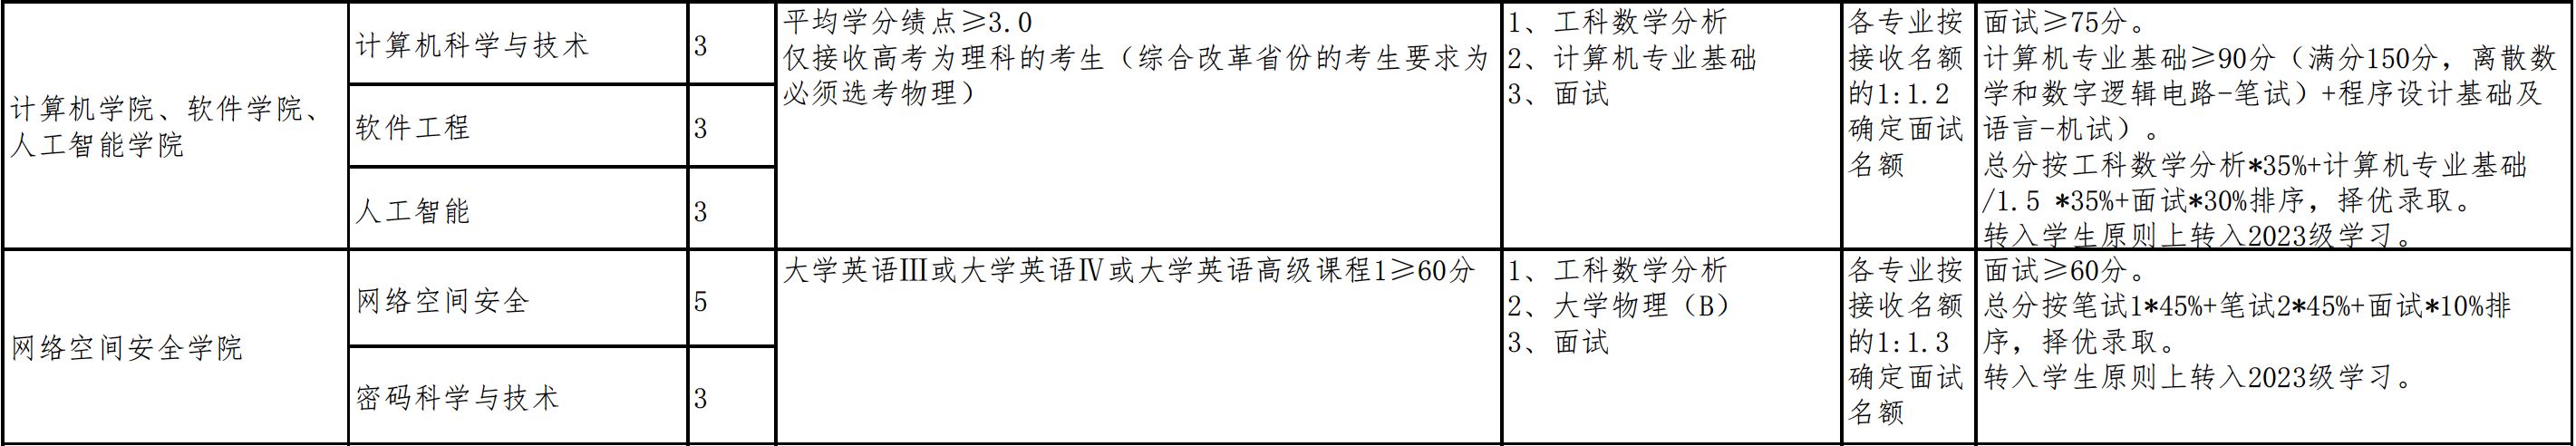 计算机学院、软件学院、
人工智能学院
计算机科学与技术
3
软件工程
3
人工智能
3
平均学分绩点≥3.0
仅接收高考为理科的考生（综合改革省份的考生要求为
必须选考物理）
1、工科数学分析
2、计算机专业基础
3、面试
各专业按
接收名额
的1:1.2
确定面试
名额
面试≥75分。
计算机专业基础≥90分（满分150分，离散数
学和数字逻辑电路-笔试）+程序设计基础及
语言-机试）。
总分按工科数学分析*35%+计算机专业基础
/1.5 *35%+面试*30%排序，择优录取。
转入学生原则上转入2023级学习。
网络空间安全学院
网络空间安全
5
密码科学与技术
3
大学英语Ⅲ或大学英语Ⅳ或大学英语高级课程1≥60分
1、工科数学分析
2、大学物理（B）
3、面试
各专业按
接收名额
的1:1.3
确定面试
名额
面试≥60分。
总分按笔试1*45%+笔试2*45%+面试*10%排
序，择优录取。
转入学生原则上转入2023级学习。